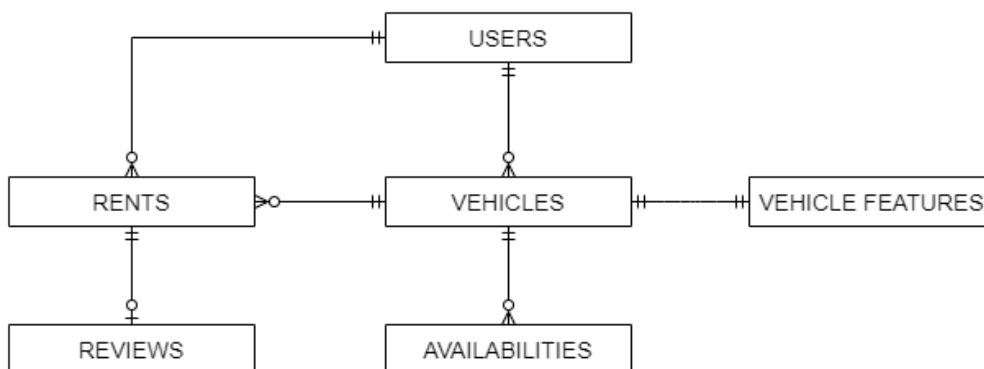 USERS
RENTS
VEHICLES
VEHICLE FEATURES
REVIEWS
AVAILABILITIES